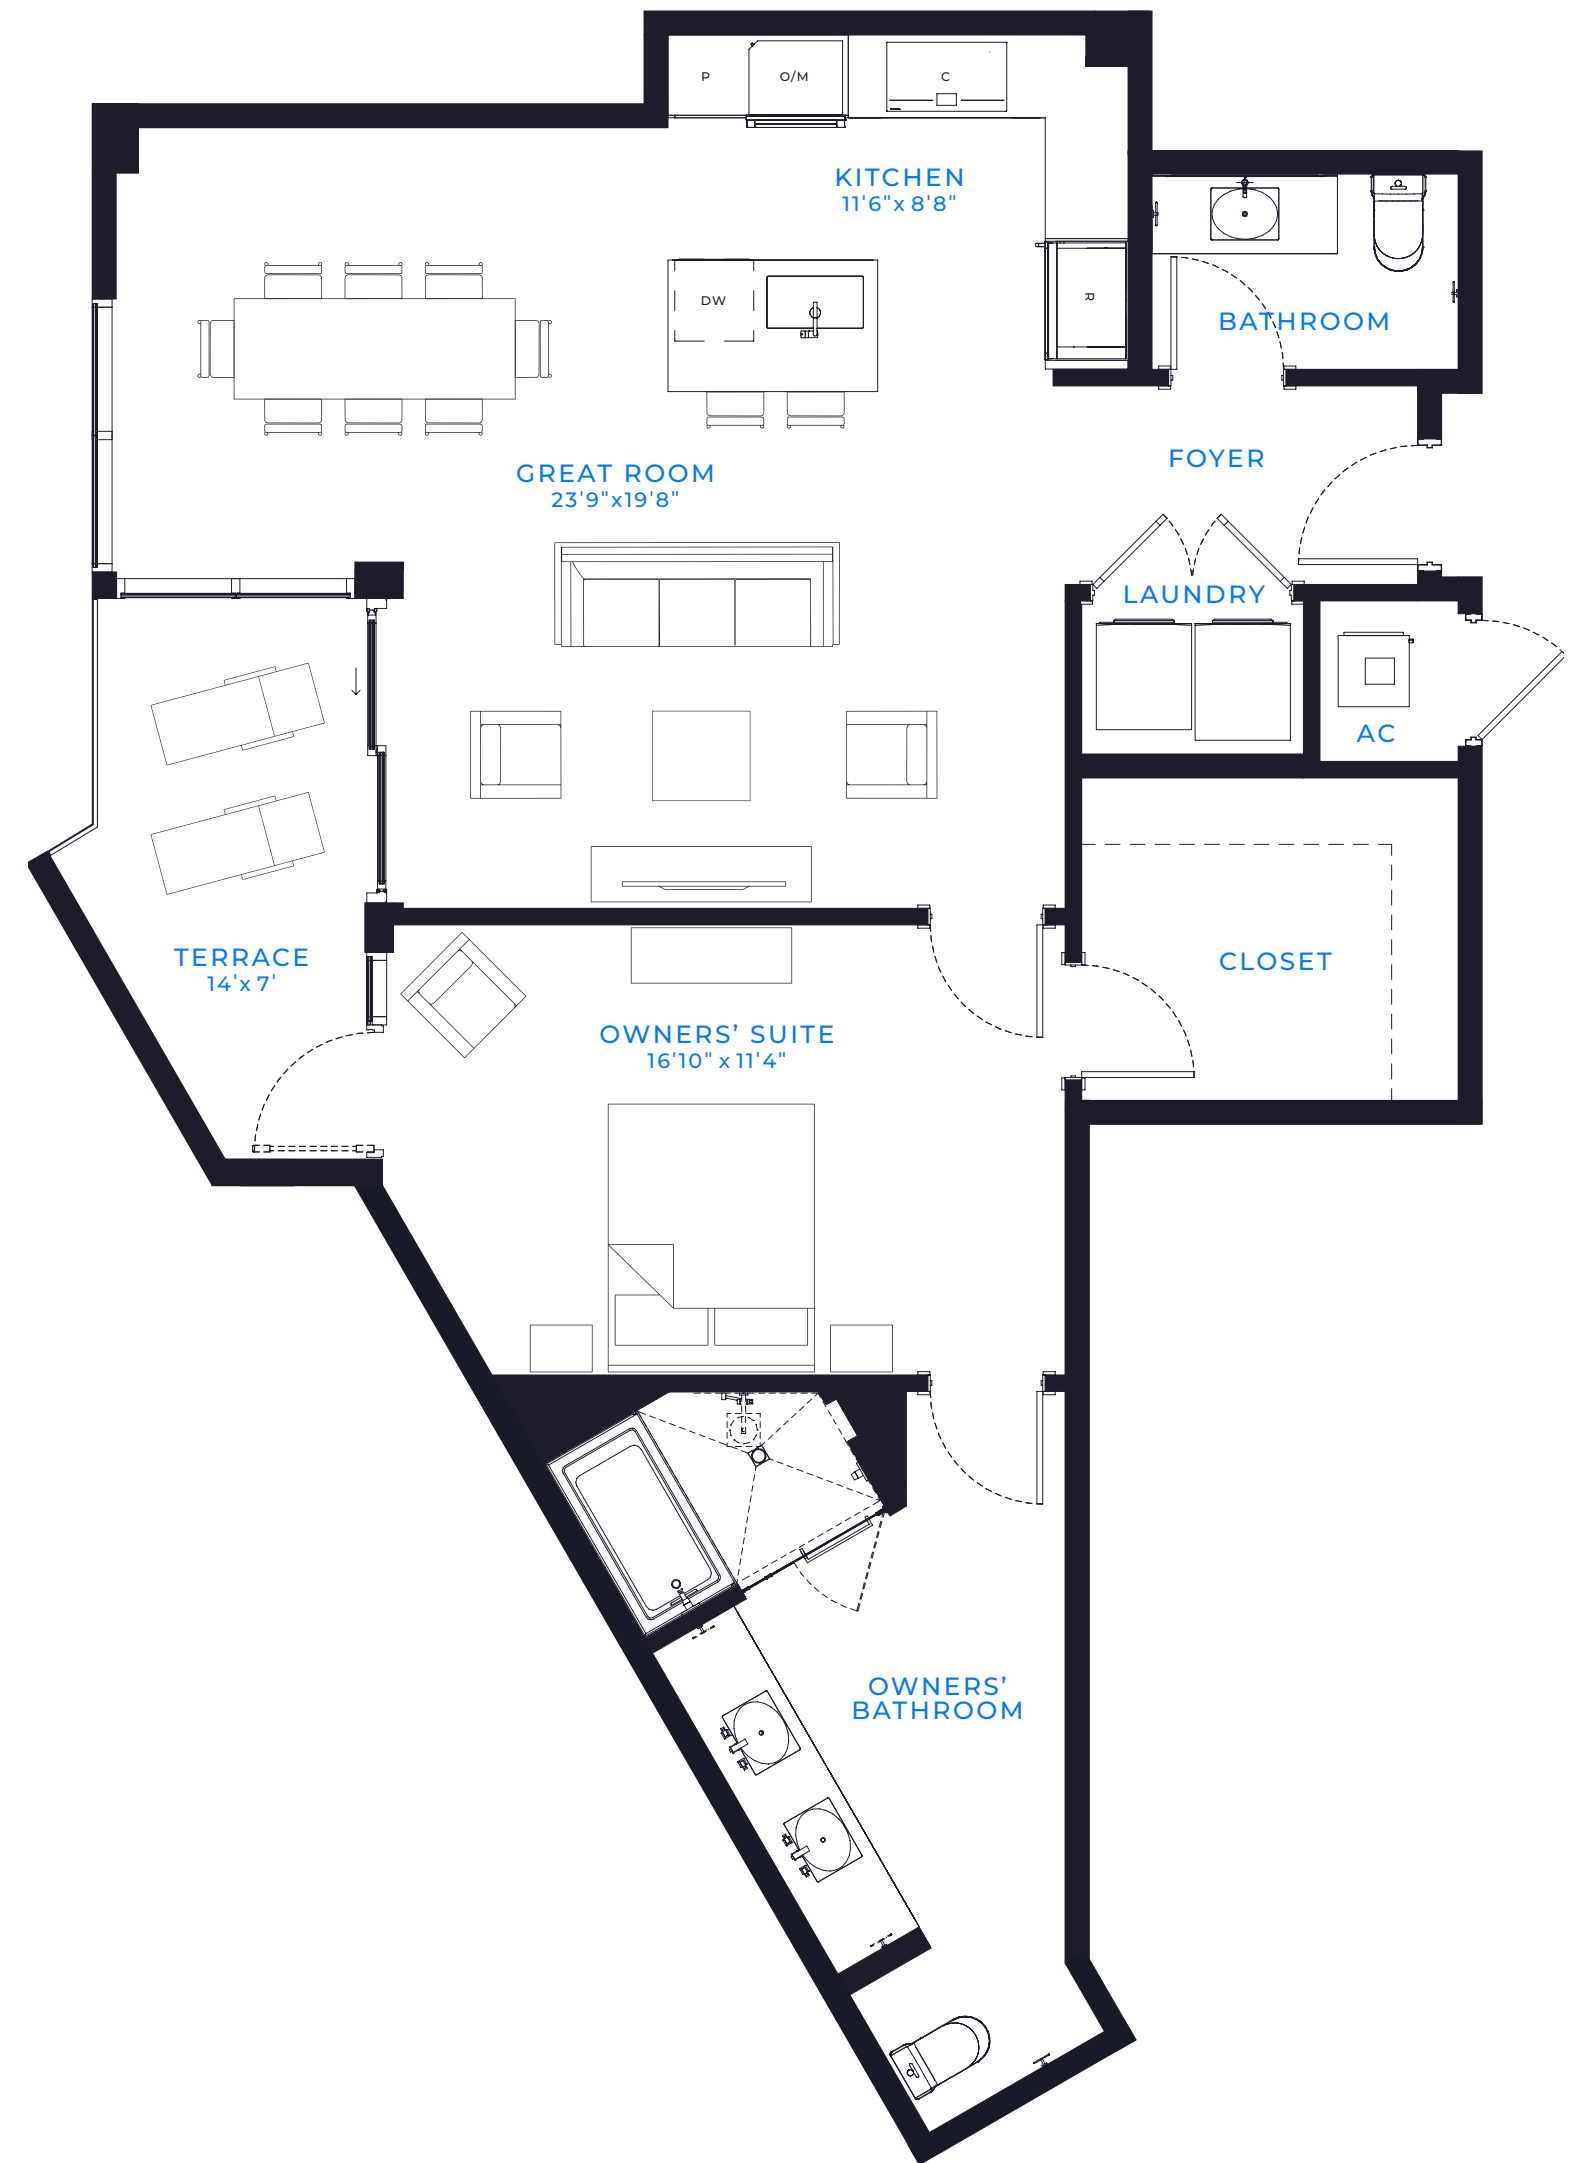 P
O/M
C
KITCHEN
11'6"x 8'8"
DW
R
BATHROOM
GREAT ROOM
23'9"x19'8"
FOYER
LAUNDRY
AC
TERRACE
14'x 7'
CLOSET
OWNERS’ SUITE
16'10" x 11'4"
OWNERS’
BATHROOM